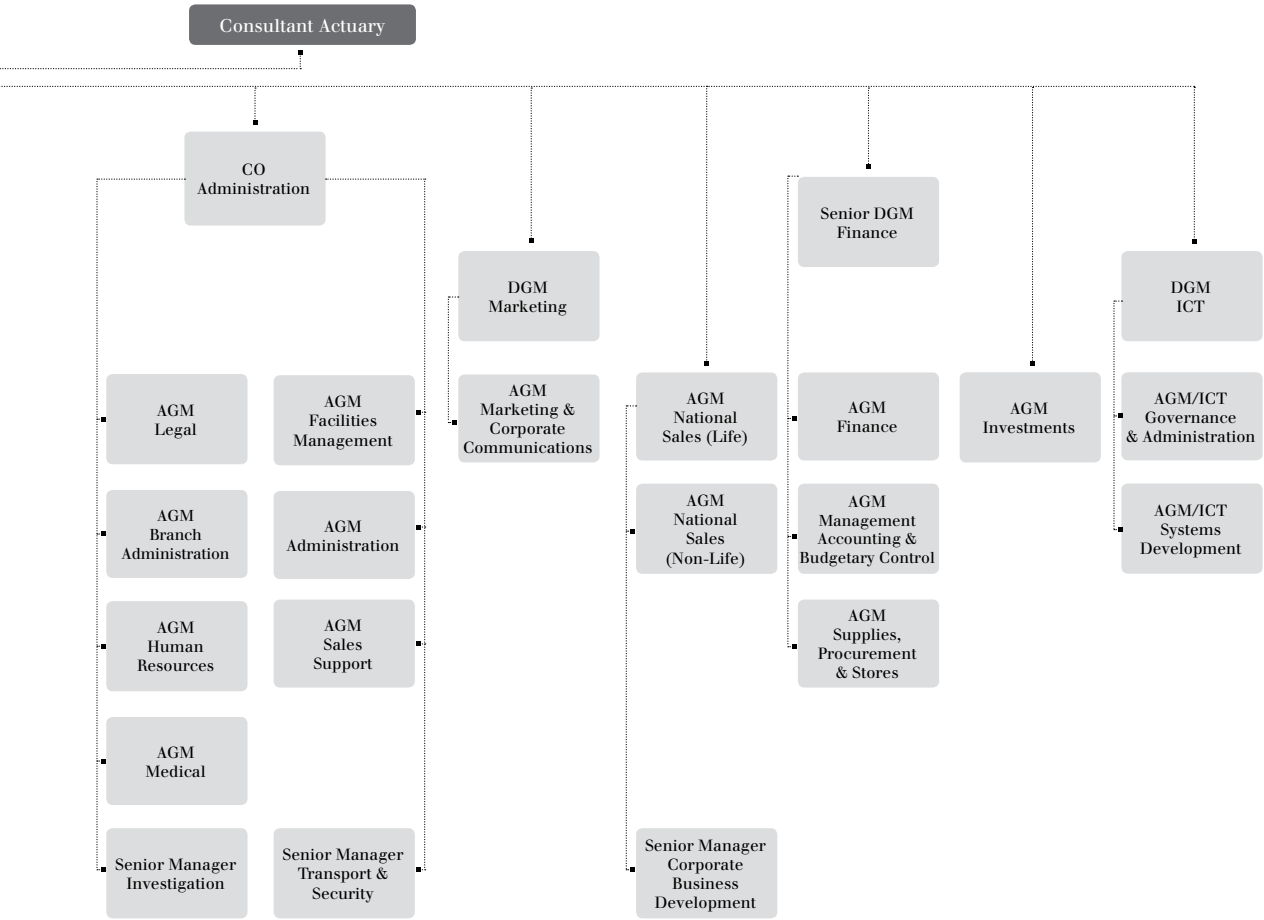 Consultant Actuary
CO
Administration
Senior DGM
Finance
DGM
Marketing
DGM
ICT
AGM
Legal
AGM
Facilities
Management
AGM
Marketing &
Corporate
Communications
AGM
National
Sales (Life)
AGM
Finance
AGM
Investments
AGM/ICT
Governance
& Administration
AGM
Branch
Administration
AGM
Administration
AGM
National
Sales
(Non-Life)
AGM
Management
Accounting &
Budgetary Control
AGM/ICT
Systems
Development
AGM
Human
Resources
AGM
Sales
Support
AGM
Supplies,
Procurement
& Stores
AGM
Medical
Senior Manager
Investigation
Senior Manager
Transport &
Security
Senior Manager
Corporate
Business
Development